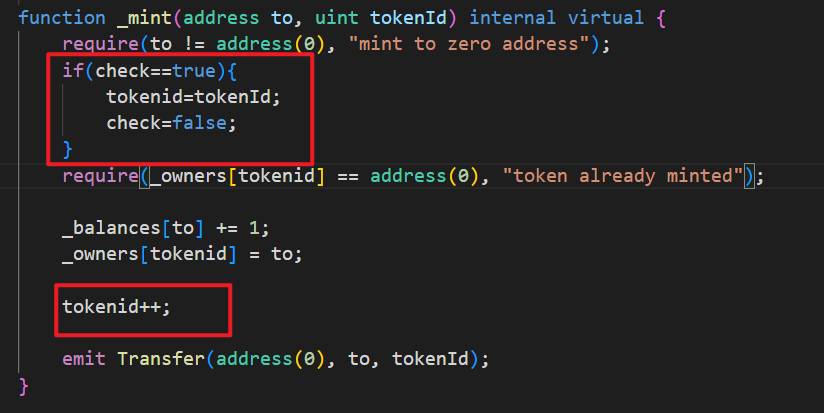 function _mint(address to, uint tokenId) internal virtual {
require(to != address(0), "mint to zero address");
if(check==true){
tokenid=tokenId;
check=false;
}
require(_owners[tokenid] == address(0), "token already minted");
_balances[to] += 1;
_owners[tokenid] = to;
tokenid++;
emit Transfer(address(0), to, tokenId);
}